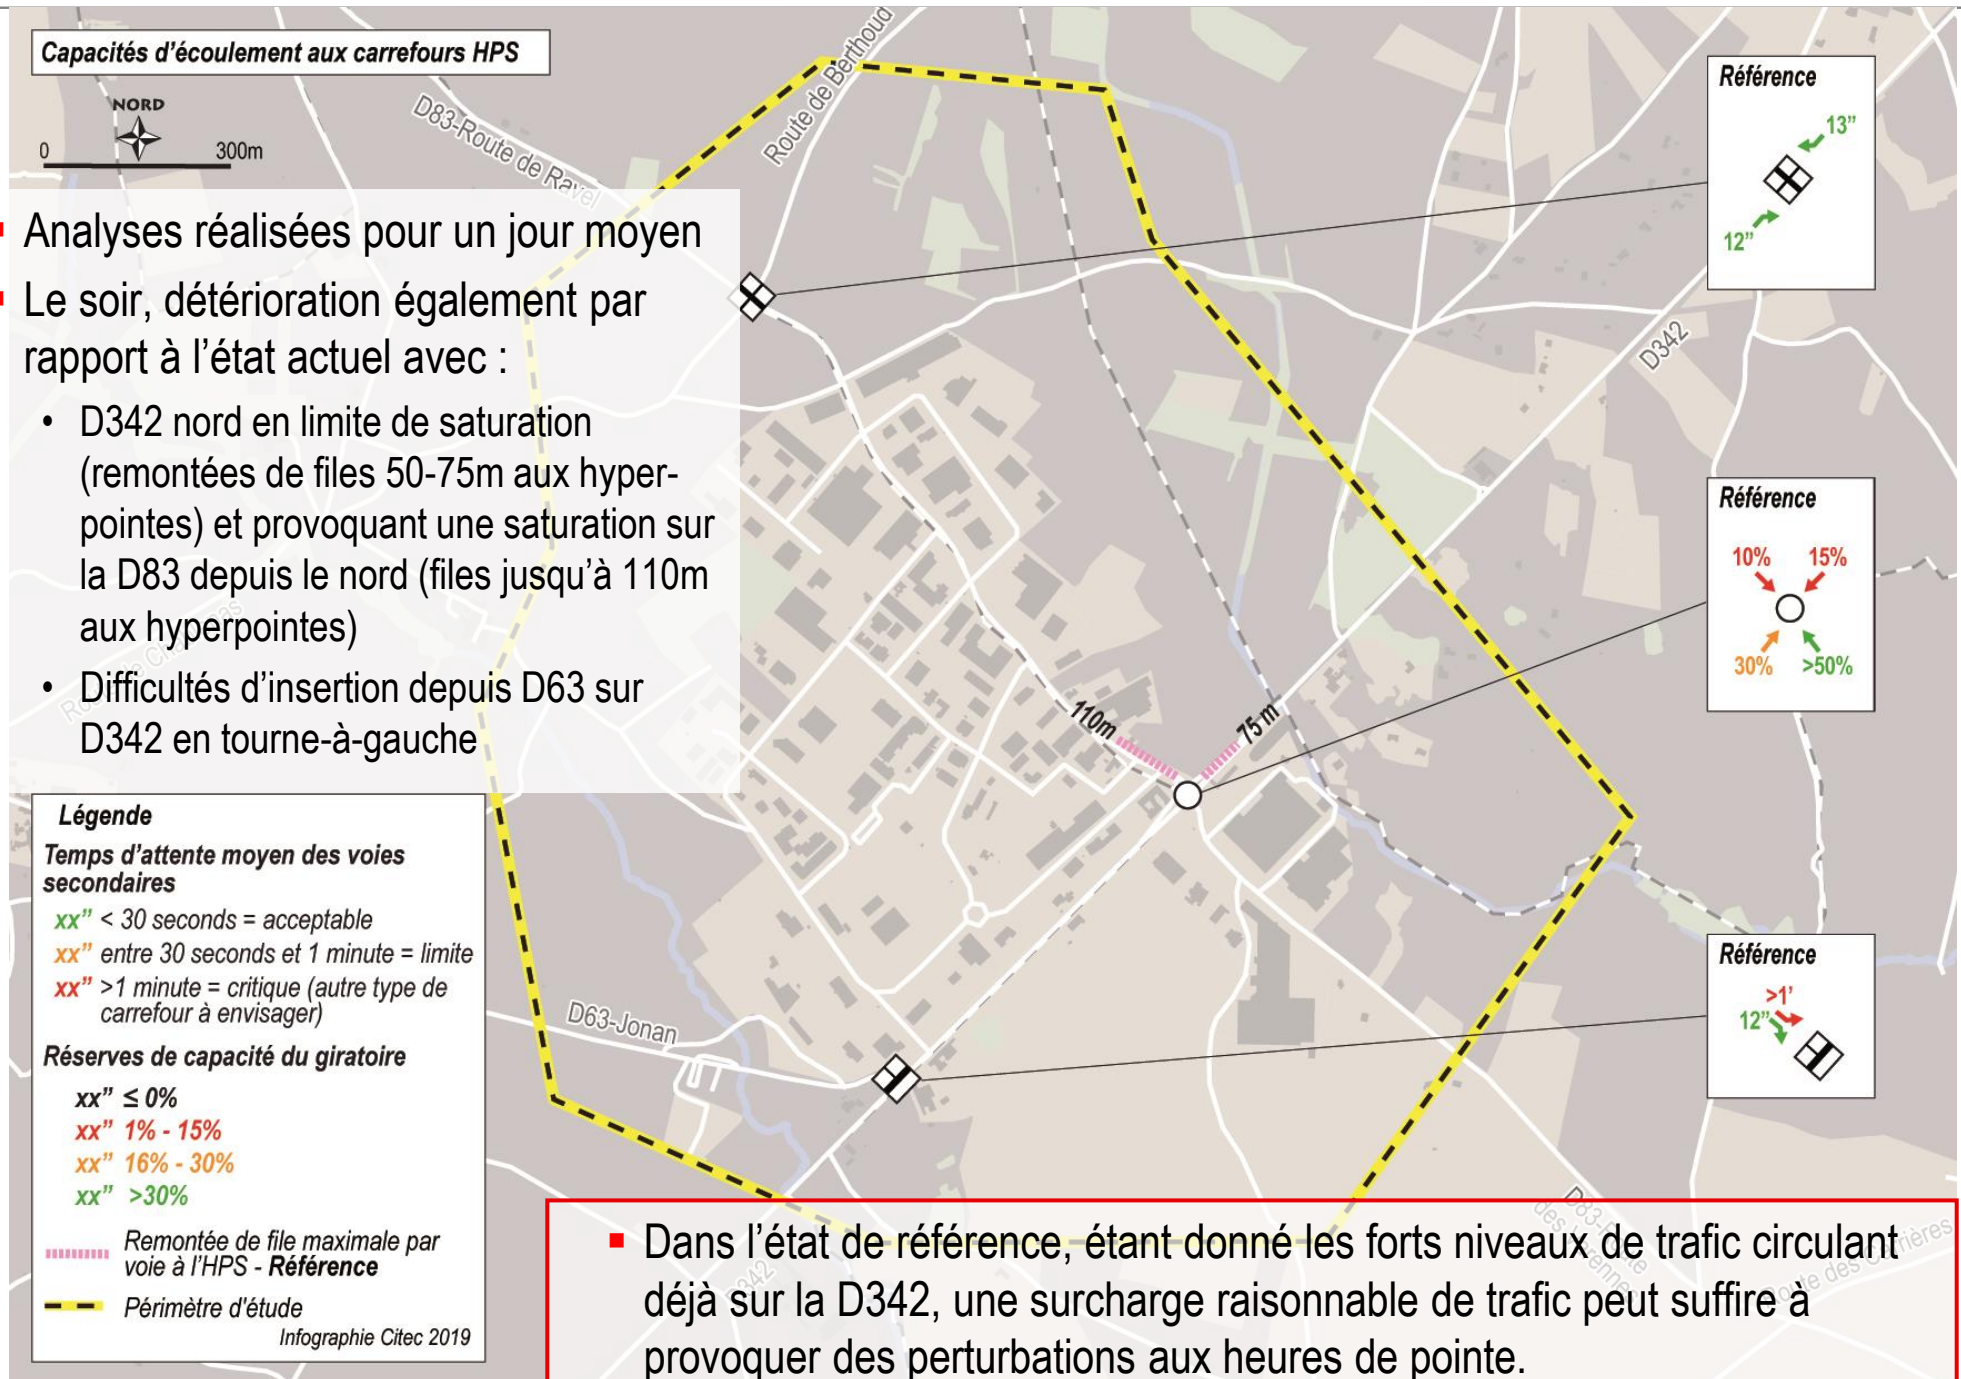 Capacités d'écoulement aux carrefours HPS
NORD
0 300m
D83-Route de Ravel
Route de Berthoud
Analyses réalisées pour un jour moyen
Le soir, détérioration également par
rapport à l'état actuel avec :
• D342 nord en limite de saturation
(remontées de files 50-75m aux hyper-
pointes) et provoquant une saturation sur
la D83 depuis le nord (files jusqu'à 110m
aux hyperpointes)
• Difficultés d'insertion depuis D63 sur
D342 en tourne-à-gauche
Référence
13"
12"
D342
Référence
10% 15%
30% >50%
110m
75 m
Référence
>1'
12"
D63-Jonan
Légende
Temps d'attente moyen des voies
secondaires
xx" < 30 seconds = acceptable
xx" entre 30 seconds et 1 minute = limite
xx" >1 minute = critique (autre type de
carrefour à envisager)
Réserves de capacité du giratoire
xx" ≤ 0%
xx" 1% - 15%
xx" 16% - 30%
xx" >30%
Remontée de file maximale par
voie à l'HPS - Référence
Périmètre d'étude
Infographie Citec 2019
Dans l'état de référence, étant donné les forts niveaux de trafic circulant
déjà sur la D342, une surcharge raisonnable de trafic peut suffire à
provoquer des perturbations aux heures de pointe.